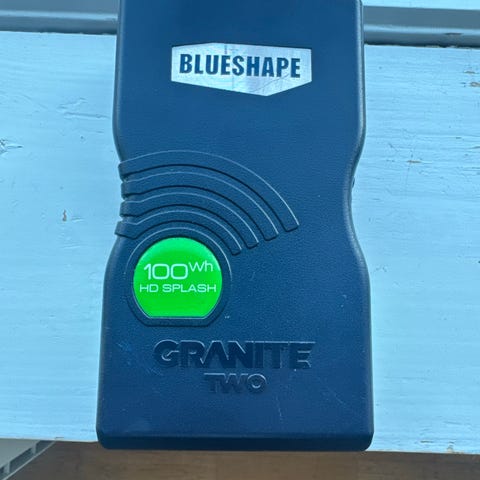 BLUESHAPE
100Wh
HD SPLASH
GRANITE
TWO